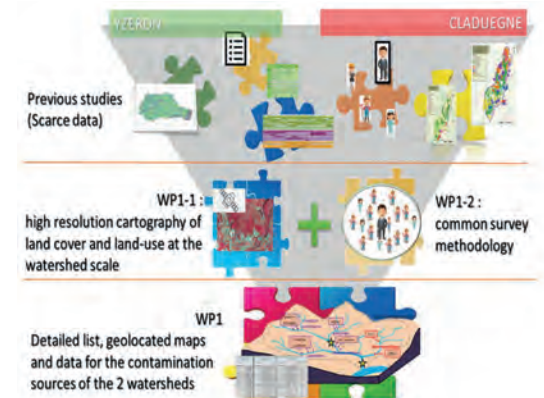 YZERON
CLADUEGNE
Previous studies
(Scarce data)
WP1-1 :
high resolution cartography of
land cover and land-use at the
watershed scale
WP1-2 :
common survey
methodology
WP1
Detailed list, geolocated maps
and data for the contamination
sources of the 2 watersheds